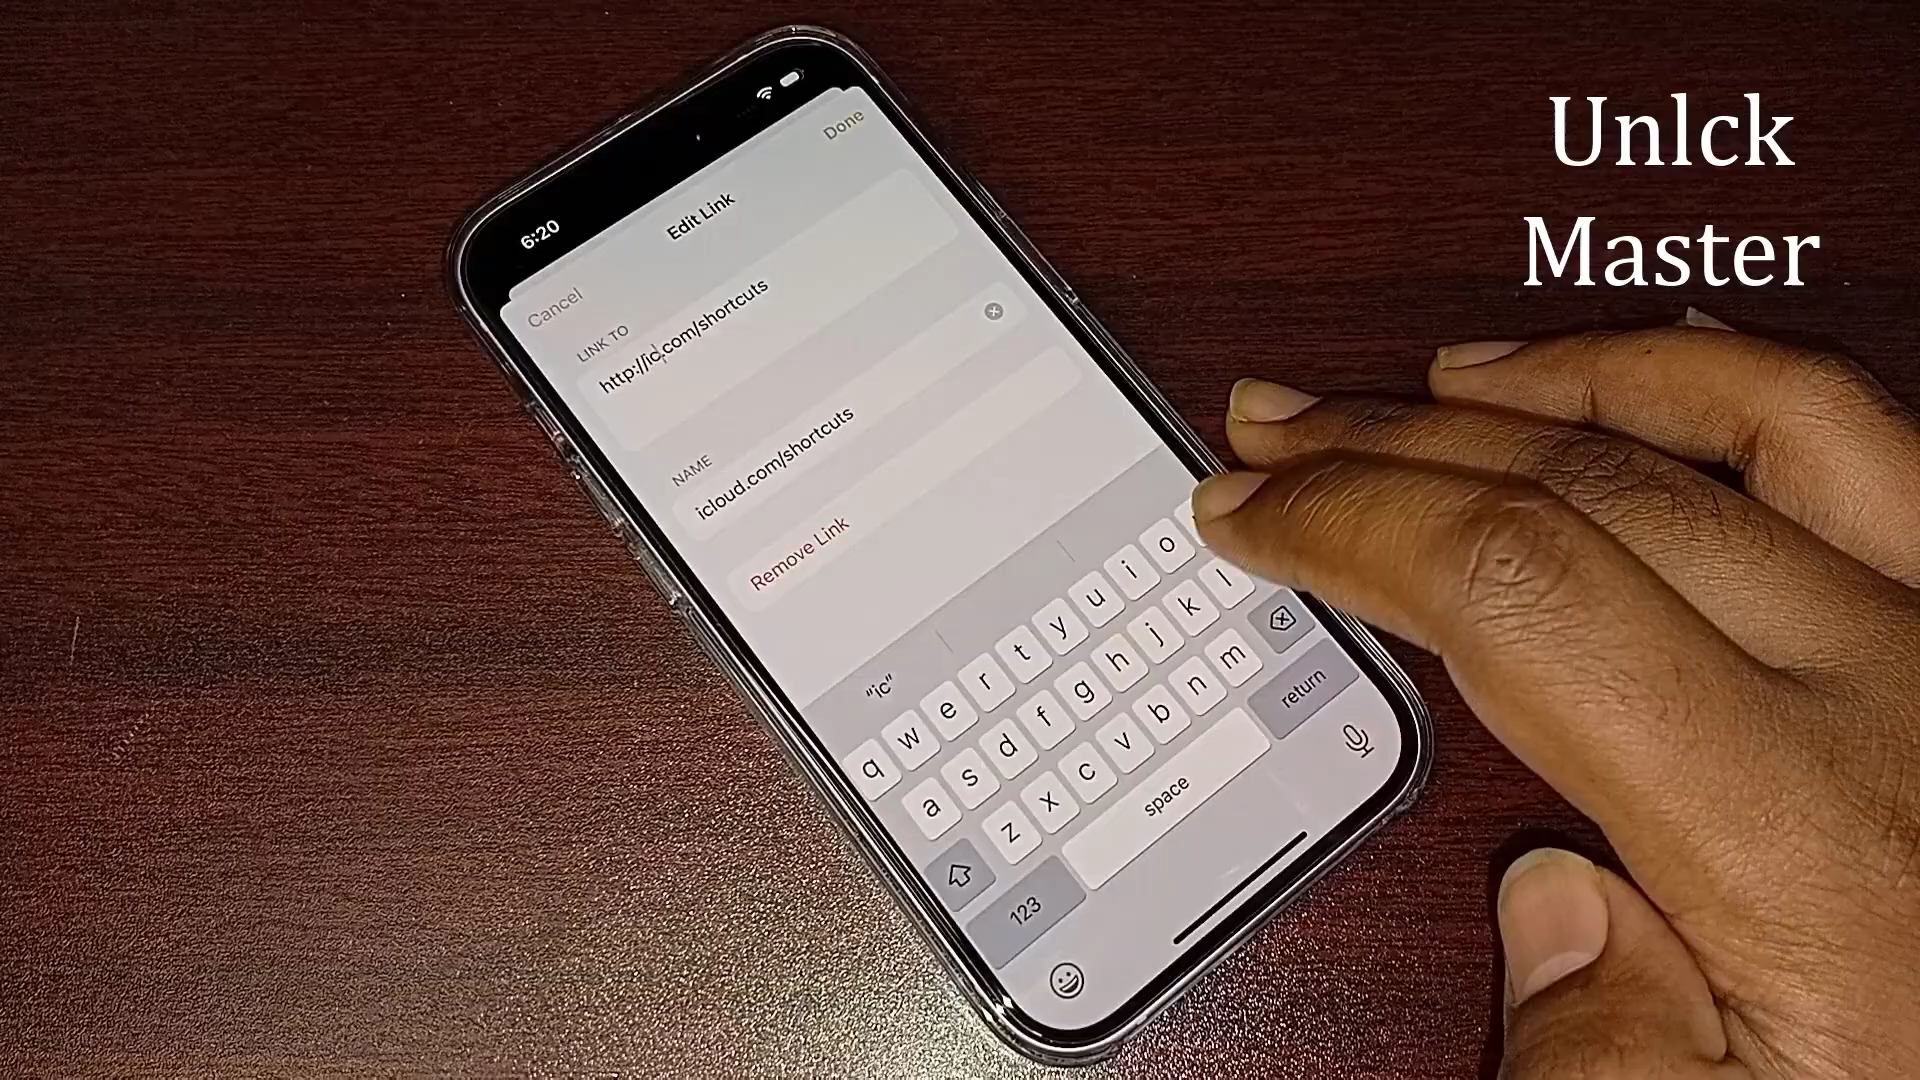 Unlck
Master
6:20
Cancel
Edit Link
Done
LINK TO
http://ic.com/shortcuts
NAME
icloud.com/shortcuts
Remove Link
"ic"
q w e r t y u i o
a s d f g h j k l
z x c v b n m
123
space
return